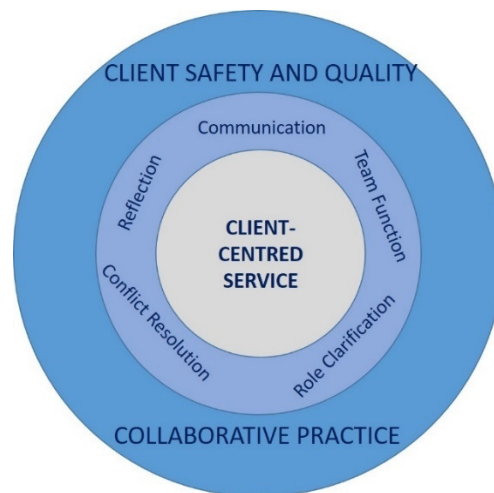 CLIENT SAFETY AND QUALITY
Communication
Reflection
Team Function
CLIENT-
CENTRED
SERVICE
Conflict Resolution
Role Clarification
COLLABORATIVE PRACTICE